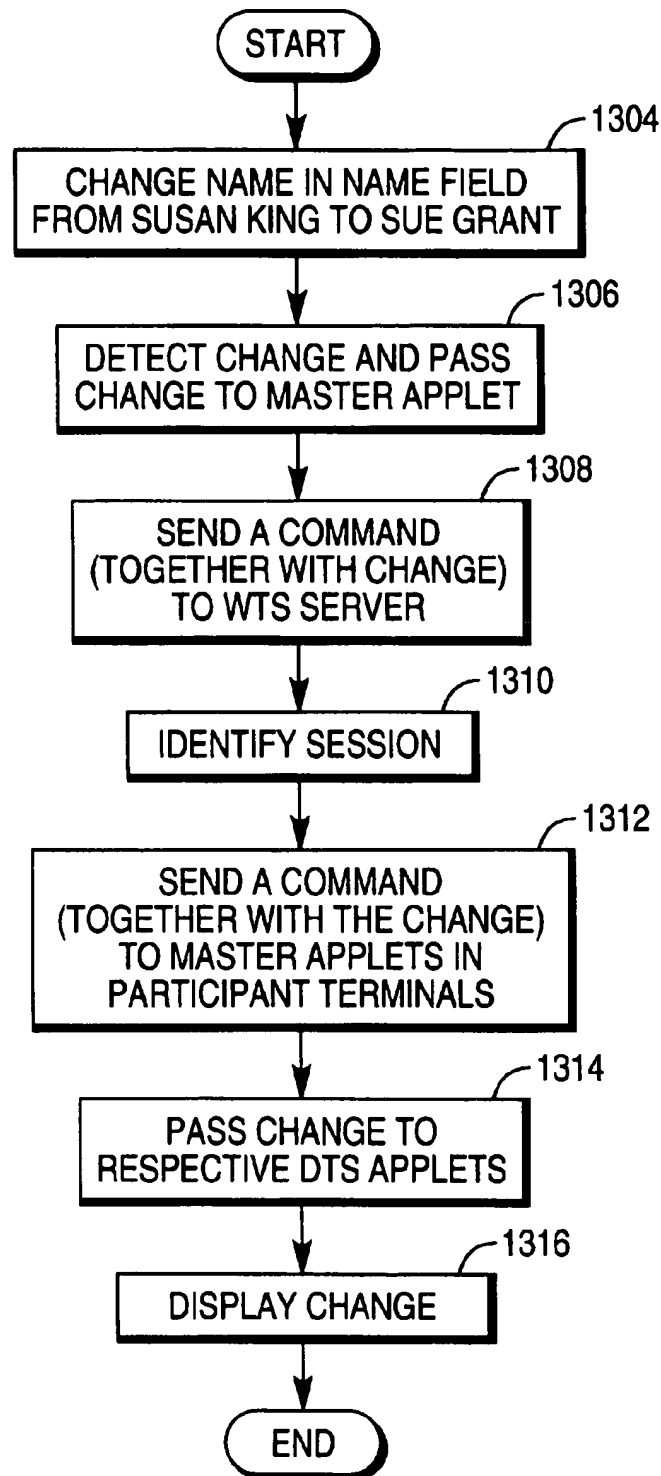 START
1304
CHANGE NAME IN NAME FIELD
FROM SUSAN KING TO SUE GRANT
1306
DETECT CHANGE AND PASS
CHANGE TO MASTER APPLET
1308
SEND A COMMAND
(TOGETHER WITH CHANGE)
TO WTS SERVER
1310
IDENTIFY SESSION
1312
SEND A COMMAND
(TOGETHER WITH THE CHANGE)
TO MASTER APPLETS IN
PARTICIPANT TERMINALS
1314
PASS CHANGE TO
RESPECTIVE DTS APPLETS
1316
DISPLAY CHANGE
END